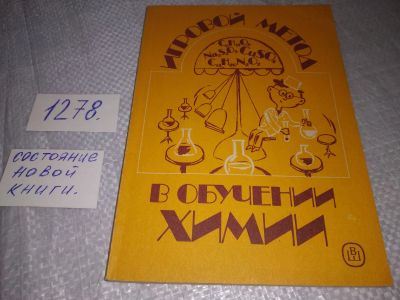 ИГРОВОЙ МЕТОД
В ОБУЧЕНИИ
ХИМИИ
1278.
СОСТОЯНИЕ
НОВОЙ
КНИГИ.